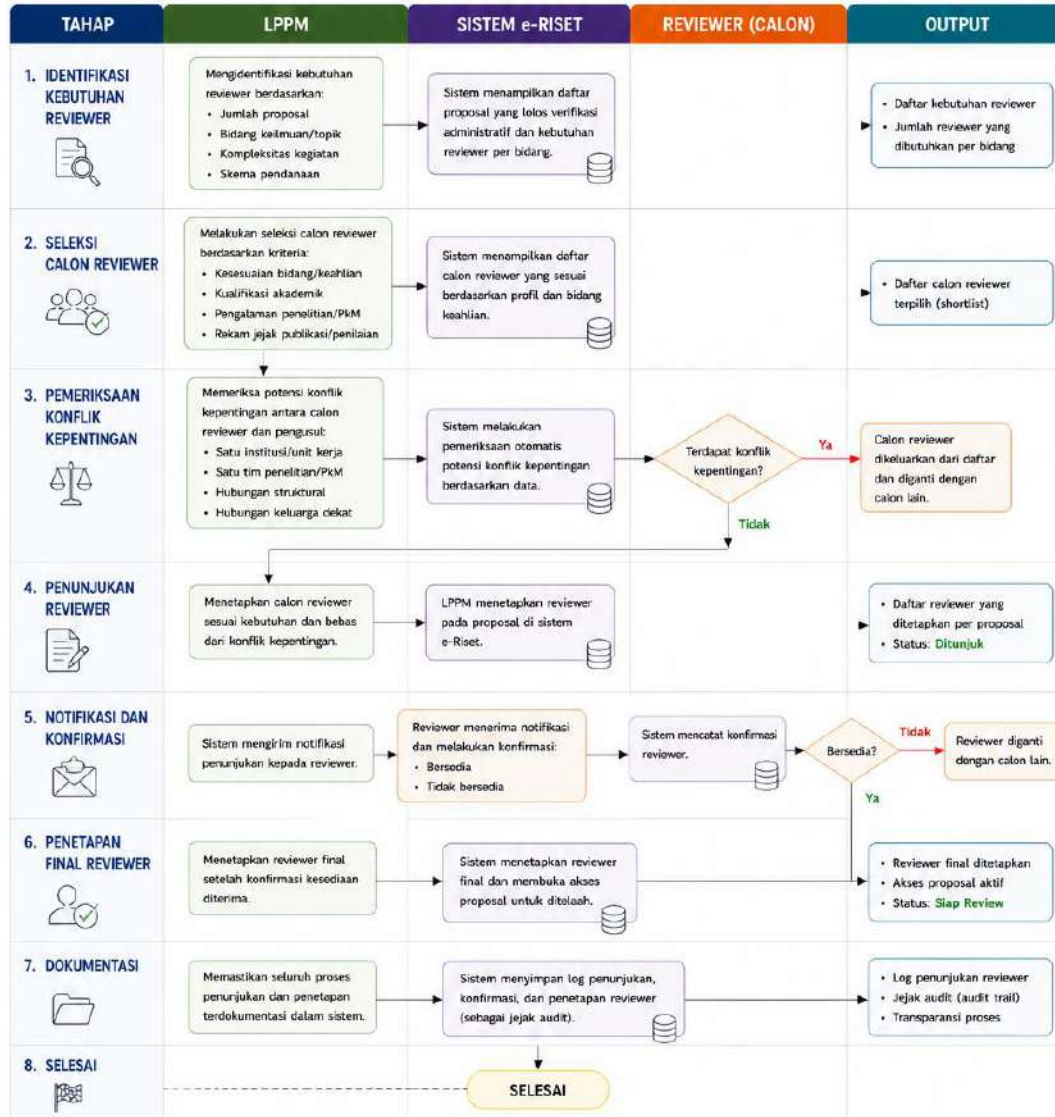 TAHAP
LPPM
SISTEM e-RISET
REVIEWER (CALON)
OUTPUT
1. IDENTIFIKASI
KEBUTUHAN
REVIEWER
Mengidentifikasi kebutuhan
reviewer berdasarkan:
• Jumlah proposal
• Bidang keilmuan/topik
• Kompleksitas kegiatan
• Skema pendanaan
Sistem menampilkan daftar
proposal yang lolos verifikasi
administratif dan kebutuhan
reviewer per bidang.
• Daftar kebutuhan reviewer
• Jumlah reviewer yang
dibutuhkan per bidang
2. SELEKSI
CALON REVIEWER
Melakukan seleksi calon reviewer
berdasarkan kriteria:
• Kesesuaian bidang/keahlian
• Kualifikasi akademik
• Pengalaman penelitian/PkM
• Rekam jejak publikasi/penilaian
Sistem menampilkan daftar
calon reviewer yang sesuai
berdasarkan profil dan bidang
keahlian.
• Daftar calon reviewer
terpilih (shortlist)
3. PEMERIKSAAN
KONFLIK
KEPENTINGAN
Memeriksa potensi konflik
kepentingan antara calon
reviewer dan pengusul:
• Satu institusi/unit kerja
• Satu tim penelitian/PkM
• Hubungan struktural
• Hubungan keluarga dekat
Sistem melakukan
pemeriksaan otomatis
potensi konflik kepentingan
berdasarkan data.
Terdapat konflik
kepentingan?
Ya
Tidak
Calon reviewer
dikeluarkan dari daftar
dan diganti dengan
calon lain.
4. PENUNJUKAN
REVIEWER
Menetapkan calon reviewer
sesuai kebutuhan dan bebas
dari konflik kepentingan.
LPPM menetapkan reviewer
pada proposal di sistem
e-Riset.
• Daftar reviewer yang
ditetapkan per proposal
• Status: Ditunjuk
5. NOTIFIKASI DAN
KONFIRMASI
Sistem mengirim notifikasi
penunjukan kepada reviewer.
Reviewer menerima notifikasi
dan melakukan konfirmasi:
• Bersedia
• Tidak bersedia
Sistem mencatat konfirmasi
reviewer.
Bersedia?
Tidak
Ya
Reviewer diganti
dengan calon lain.
6. PENETAPAN
FINAL REVIEWER
Menetapkan reviewer final
setelah konfirmasi kesediaan
diterima.
Sistem menetapkan reviewer
final dan membuka akses
proposal untuk ditelaah.
• Reviewer final ditetapkan
• Akses proposal aktif
• Status: Siap Review
7. DOKUMENTASI
Memastikan seluruh proses
penunjukan dan penetapan
terdokumentasi dalam sistem.
Sistem menyimpan log penunjukan,
konfirmasi, dan penetapan reviewer
(sebagai jejak audit).
• Log penunjukan reviewer
• Jejak audit (audit trail)
• Transparansi proses
8. SELESAI
SELESAI